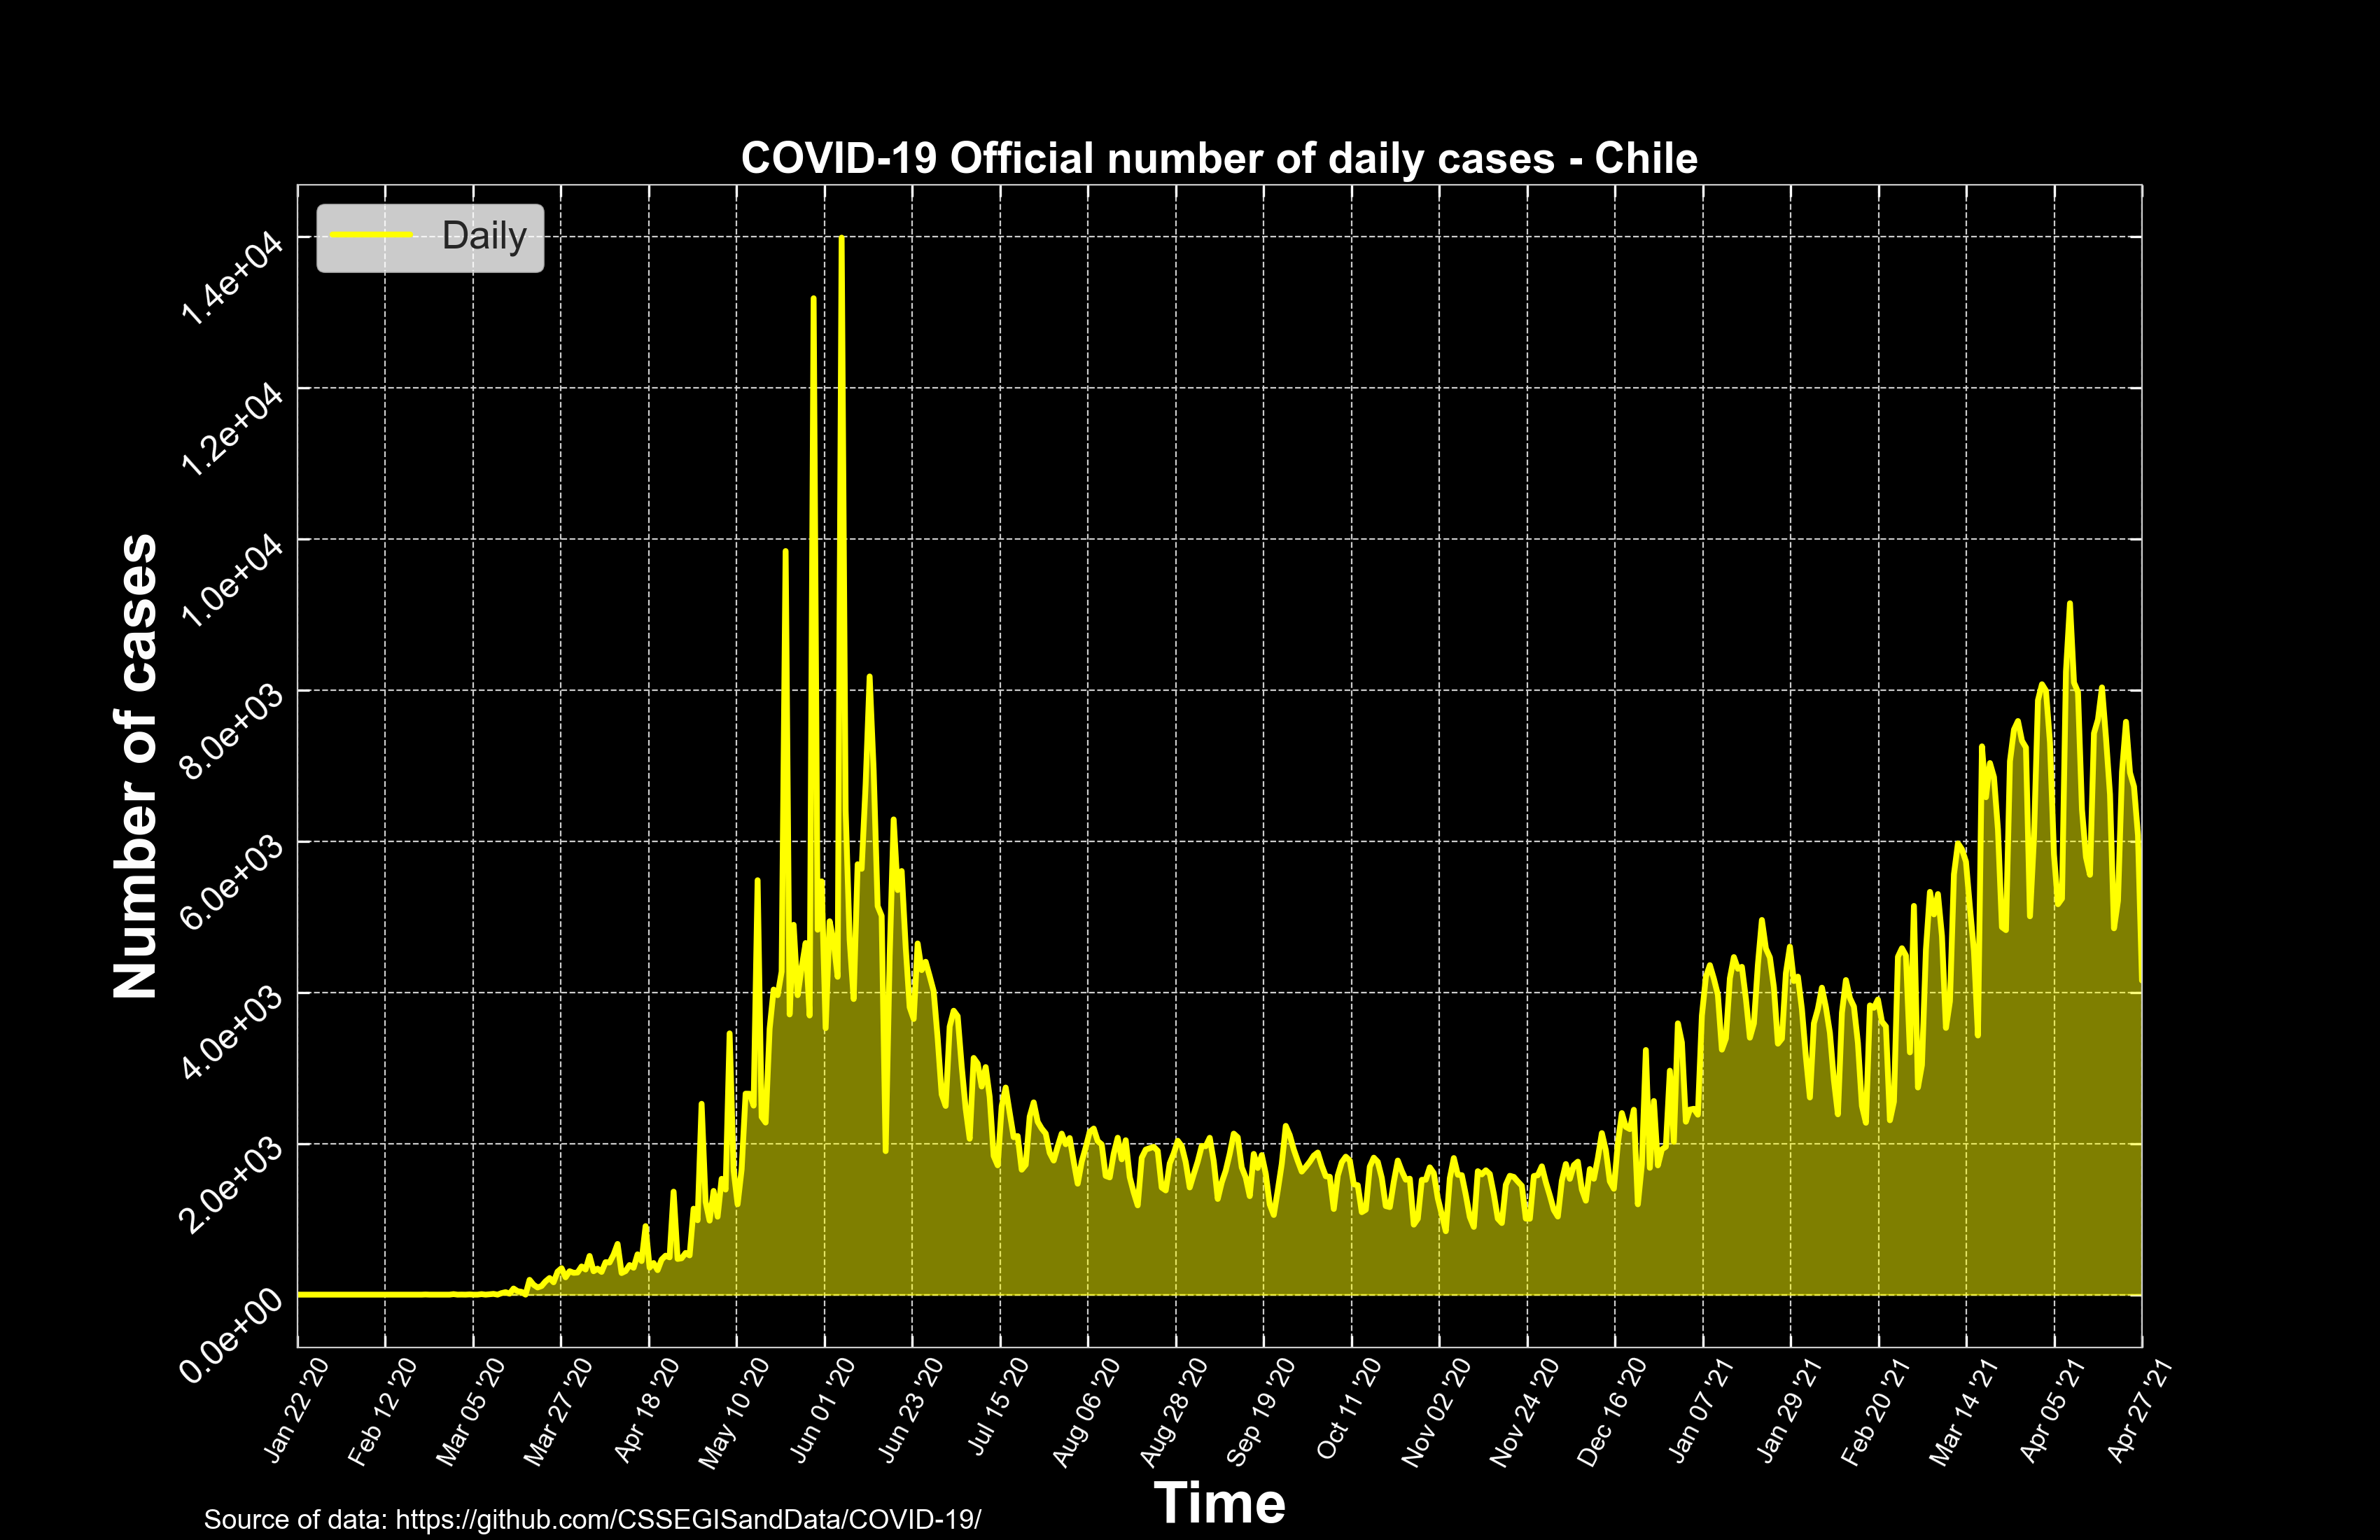 COVID-19 Official number of daily cases - Chile
Daily
Number of cases
1.4e+04
1.2e+04
1.0e+04
8.0e+03
6.0e+03
4.0e+03
2.0e+03
0.0e+00
Jan 22 '20
Feb 12 '20
Mar 05 '20
Mar 27 '20
Apr 18 '20
May 10 '20
Jun 01 '20
Jun 23 '20
Jul 15 '20
Aug 06 '20
Aug 28 '20
Sep 19 '20
Oct 11 '20
Nov 02 '20
Nov 24 '20
Dec 16 '20
Jan 07 '21
Jan 29 '21
Feb 20 '21
Mar 14 '21
Apr 05 '21
Apr 27 '21
Time
Source of data: https://github.com/CSSEGISandData/COVID-19/